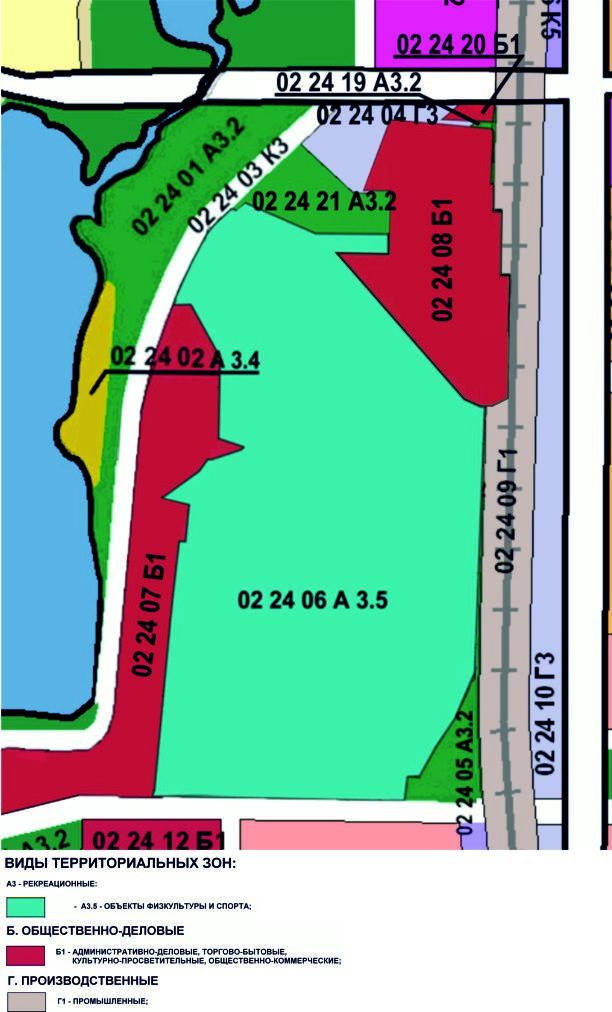 02 24 20 Б1
02 24 19 А3.2
02 24 04 Г3
02 24 01 А3.2
02 24 03 К3
02 24 21 А3.2
02 24 08 Б1
02 24 02 А 3.4
02 24 09 Г1
02 24 07 Б1
02 24 06 А 3.5
02 24 10 Г3
02 24 05 А3.2
А3.2
02 24 12 Б1
ВИДЫ ТЕРРИТОРИАЛЬНЫХ ЗОН:
А3 - РЕКРЕАЦИОННЫЕ:
- А3.5 - ОБЪЕКТЫ ФИЗКУЛЬТУРЫ И СПОРТА;
Б. ОБЩЕСТВЕННО-ДЕЛОВЫЕ
Б1 - АДМИНИСТРАТИВНО-ДЕЛОВЫЕ, ТОРГОВО-БЫТОВЫЕ,
КУЛЬТУРНО-ПРОСВЕТИТЕЛЬНЫЕ, ОБЩЕСТВЕННО-КОММЕРЧЕСКИЕ;
Г. ПРОИЗВОДСТВЕННЫЕ
Г1 - ПРОМЫШЛЕННЫЕ;